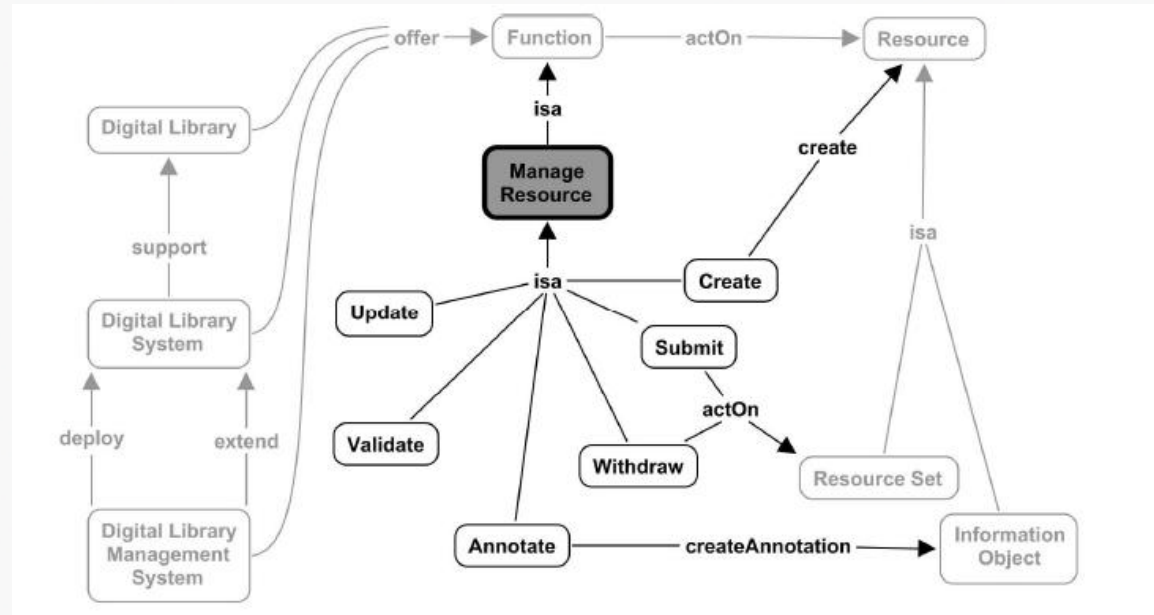 offer
Function
actOn
Resource
isa
Digital Library
create
Manage
Resource
support
isa
isa
Create
Update
Digital Library
System
Submit
actOn
deploy
extend
Validate
Withdraw
Resource Set
Digital Library
Management
System
Annotate
createAnnotation
Information
Object